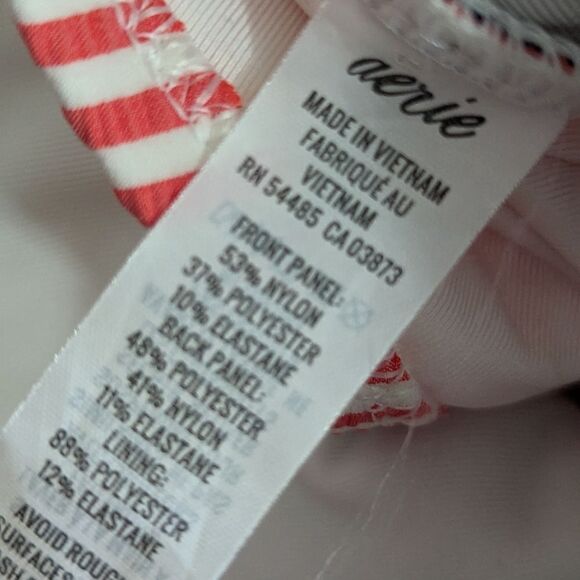 aerie
MADE IN VIETNAM
FABRIQUÉ AU
VIETNAM
RN 54485 CA 03873
FRONT PANEL:
53% NYLON
37% POLYESTER
10% ELASTANE
BACK PANEL:
48% POLYESTER
41% NYLON
11% ELASTANE
LINING:
88% POLYESTER
12% ELASTANE
AVOID ROUGH
SURFACES